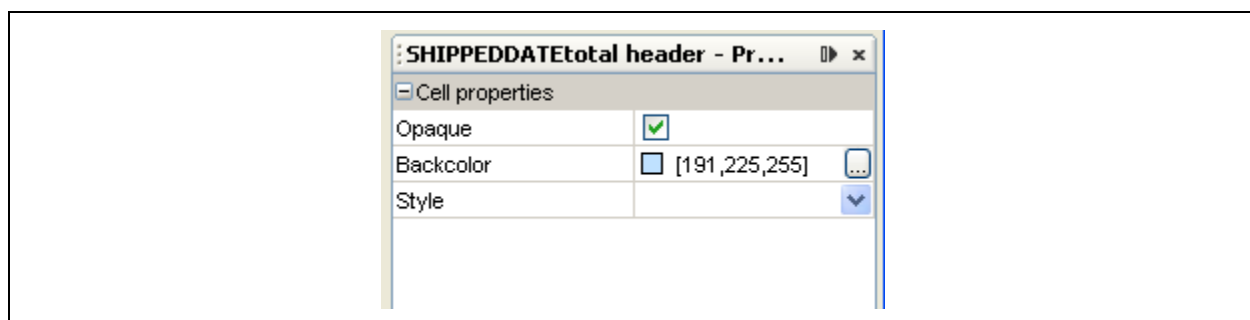 SHIPPEDDATEtotal header - Pr...
Cell properties
Opaque
Backcolor [191,225,255] ...
Style